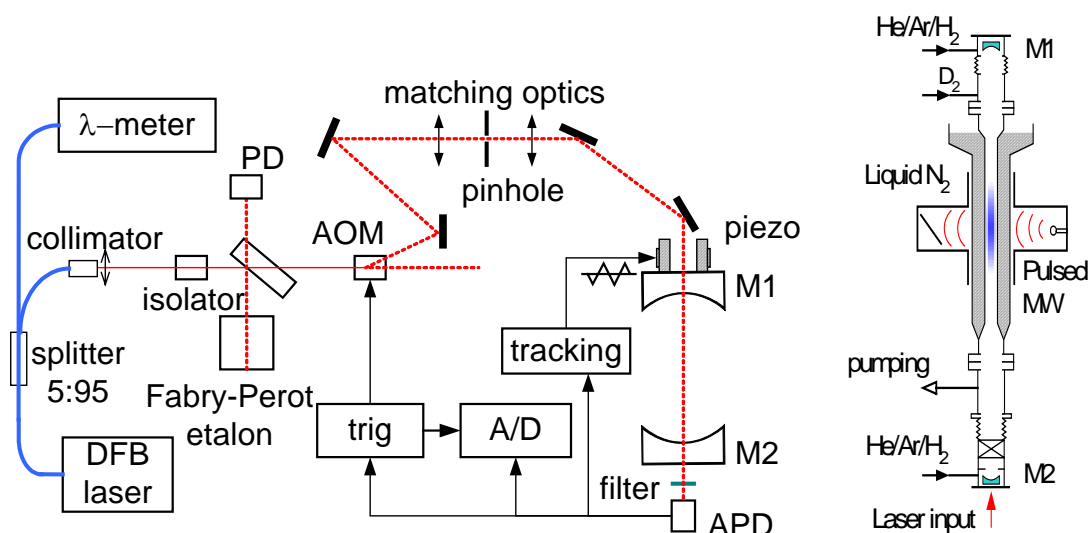 λ−meter
PD
collimator
isolator
splitter
5:95
DFB
laser
Fabry-Perot
etalon
AOM
matching optics
pinhole
piezo
M1
tracking
trig
A/D
M2
filter
APD
He/Ar/H2
M1
D2
Liquid N2
Pulsed
MW
pumping
He/Ar/H2
M2
Laser input